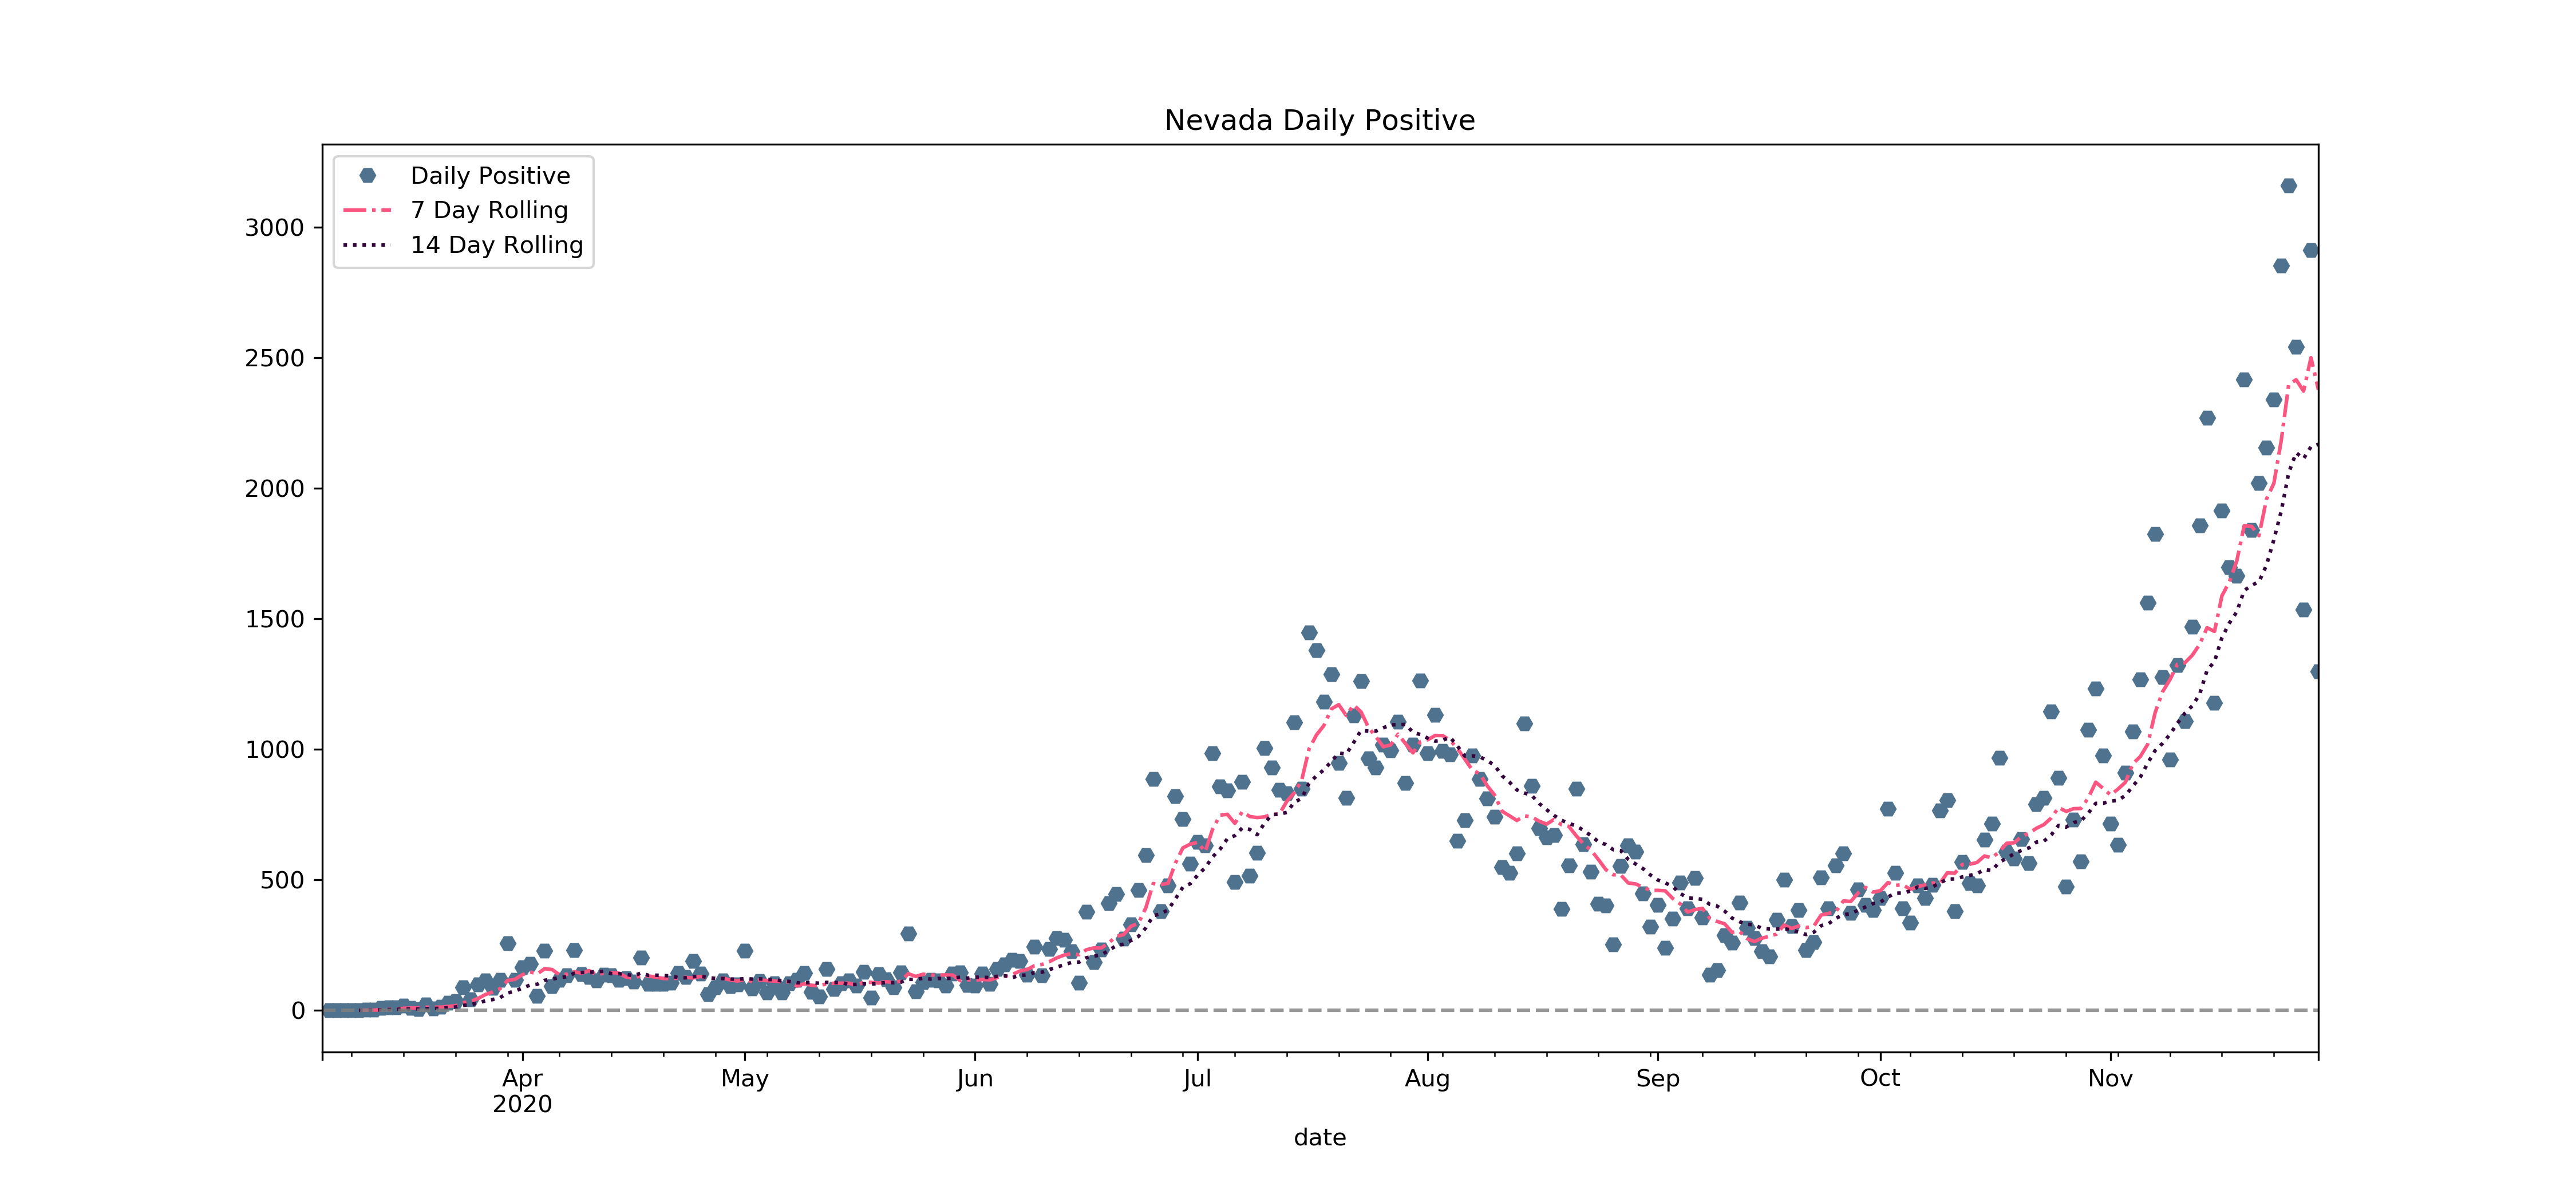 Nevada Daily Positive
Daily Positive
7 Day Rolling
14 Day Rolling
3000
2500
2000
1500
1000
500
0
Apr May Jun Jul Aug Sep Oct Nov
2020
date